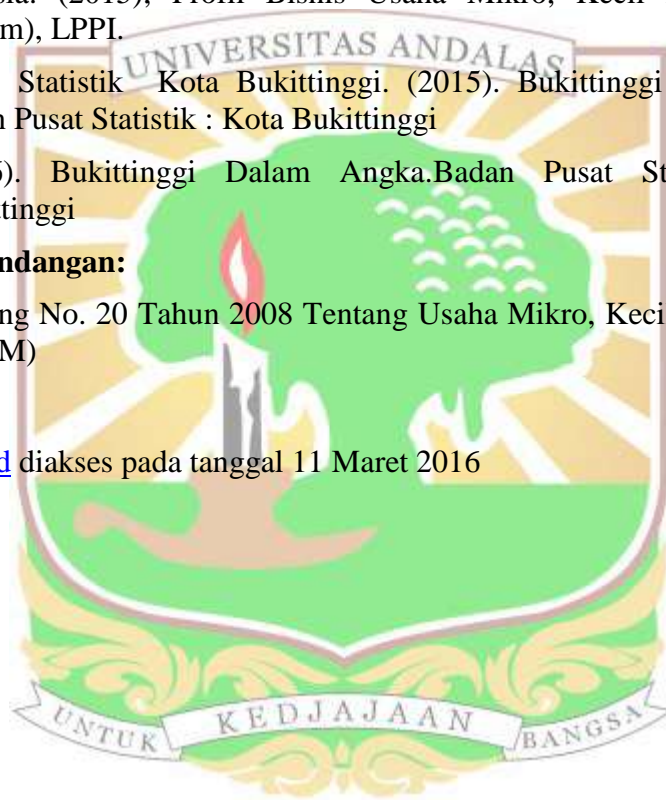 sia. (2015), Profil Bisnis Usaha Mikro, Kecil
m), LPPI.
UNIVERSITAS ANDALAS
Statistik Kota Bukittinggi. (2015). Bukittinggi
n Pusat Statistik : Kota Bukittinggi
6). Bukittinggi Dalam Angka.Badan Pusat St
ttinggi
ndangan:
ng No. 20 Tahun 2008 Tentang Usaha Mikro, Keci
M)
d diakses pada tanggal 11 Maret 2016
UNTUK KEDJAJAAN BANGSA